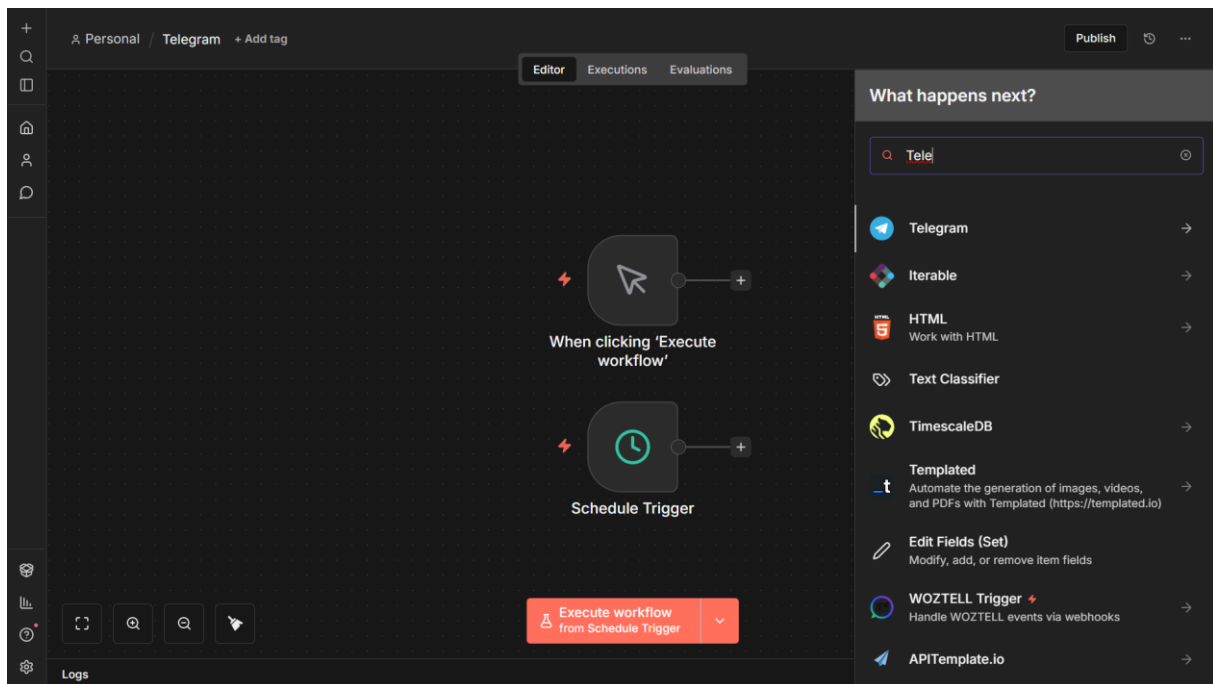 Personal / Telegram + Add tag
Publish
Editor Executions Evaluations
What happens next?
Tele
Telegram
Iterable
HTML
HTML
Work with HTML
Text Classifier
TimescaleDB
_t
Templated
Automate the generation of images, videos,
and PDFs with Templated (https://templated.io)
Edit Fields (Set)
Modify, add, or remove item fields
WOZTELL Trigger
Handle WOZTELL events via webhooks
APITemplate.io
When clicking ‘Execute
workflow’
Schedule Trigger
Execute workflow
from Schedule Trigger
Logs